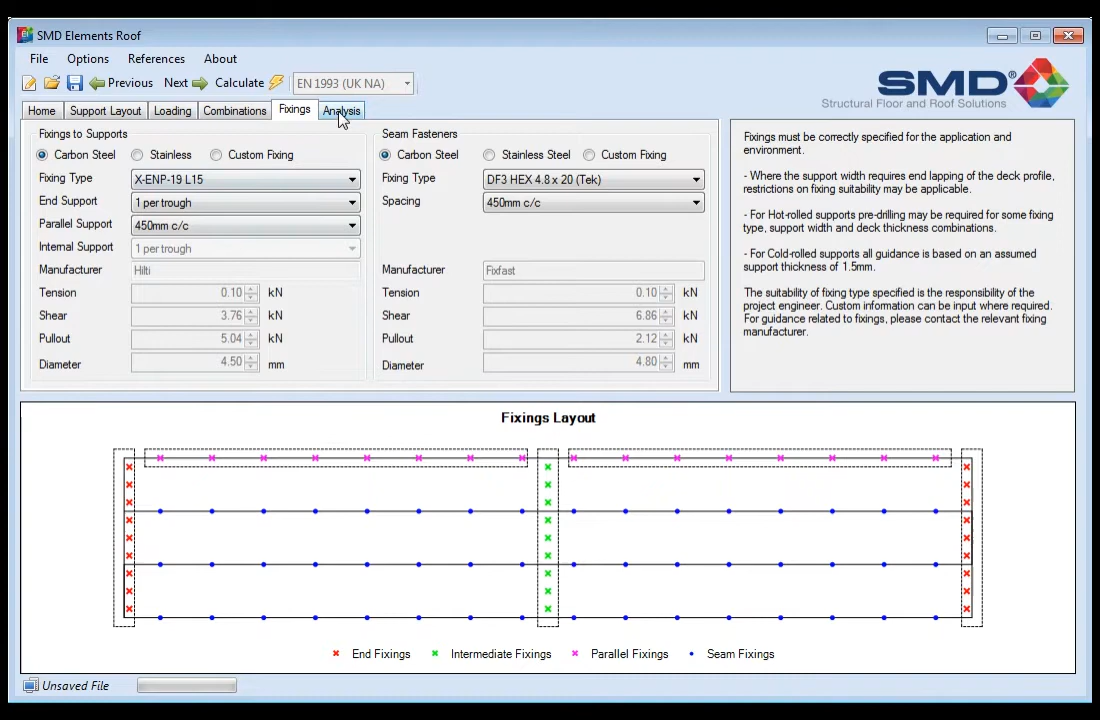 SMD Elements Roof
File Options References About
Previous Next Calculate EN 1993 (UK NA)
SMD®
Structural Floor and Roof Solutions
Home Support Layout Loading Combinations Fixings Analysis
Fixings to Supports
Carbon Steel Stainless Custom Fixing
Fixing Type X-ENP-19 L15
End Support 1 per trough
Parallel Support 450mm c/c
Internal Support 1 per trough
Manufacturer Hilti
Tension 0.10 kN
Shear 3.76 kN
Pullout 5.04 kN
Diameter 4.50 mm
Seam Fasteners
Carbon Steel Stainless Steel Custom Fixing
Fixing Type DF3 HEX 4.8 x 20 (Tek)
Spacing 450mm c/c
Manufacturer Fixfast
Tension 0.10 kN
Shear 6.86 kN
Pullout 2.12 kN
Diameter 4.80 mm
Fixings must be correctly specified for the application and
environment.
- Where the support width requires end lapping of the deck profile,
restrictions on fixing suitability may be applicable.
- For Hot-rolled supports pre-drilling may be required for some fixing
type, support width and deck thickness combinations.
- For Cold-rolled supports all guidance is based on an assumed
support thickness of 1.5mm.
The suitability of fixing type specified is the responsibility of the
project engineer. Custom information can be input where required.
For guidance related to fixings, please contact the relevant fixing
manufacturer.
Fixings Layout
End Fixings Intermediate Fixings Parallel Fixings Seam Fixings
Unsaved File